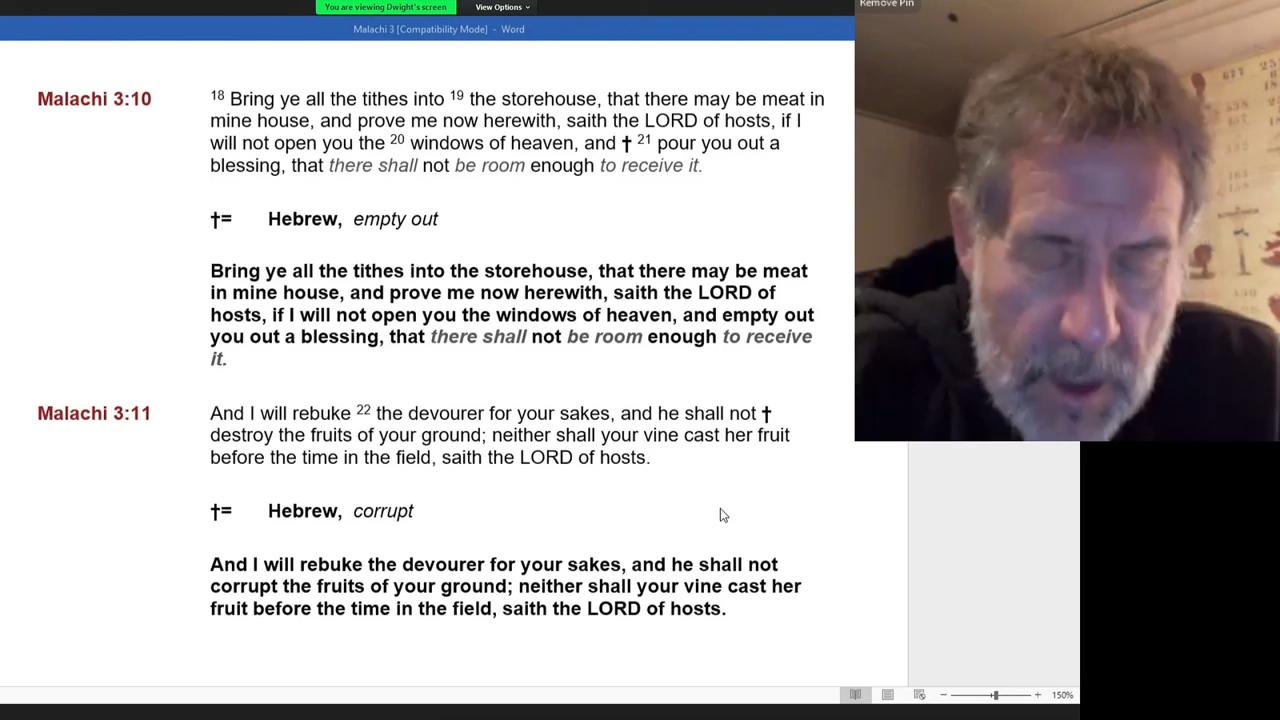 You are viewing Dwight's screen
View Options
Remove Pin
Malachi 3 [Compatibility Mode] - Word
Malachi 3:10
18 Bring ye all the tithes into 19 the storehouse, that there may be meat in
mine house, and prove me now herewith, saith the LORD of hosts, if I
will not open you the 20 windows of heaven, and † 21 pour you out a
blessing, that there shall not be room enough to receive it.
†= Hebrew, empty out
Bring ye all the tithes into the storehouse, that there may be meat
in mine house, and prove me now herewith, saith the LORD of
hosts, if I will not open you the windows of heaven, and empty out
you out a blessing, that there shall not be room enough to receive
it.
Malachi 3:11
And I will rebuke 22 the devourer for your sakes, and he shall not †
destroy the fruits of your ground; neither shall your vine cast her fruit
before the time in the field, saith the LORD of hosts.
†= Hebrew, corrupt
And I will rebuke the devourer for your sakes, and he shall not
corrupt the fruits of your ground; neither shall your vine cast her
fruit before the time in the field, saith the LORD of hosts.
150%